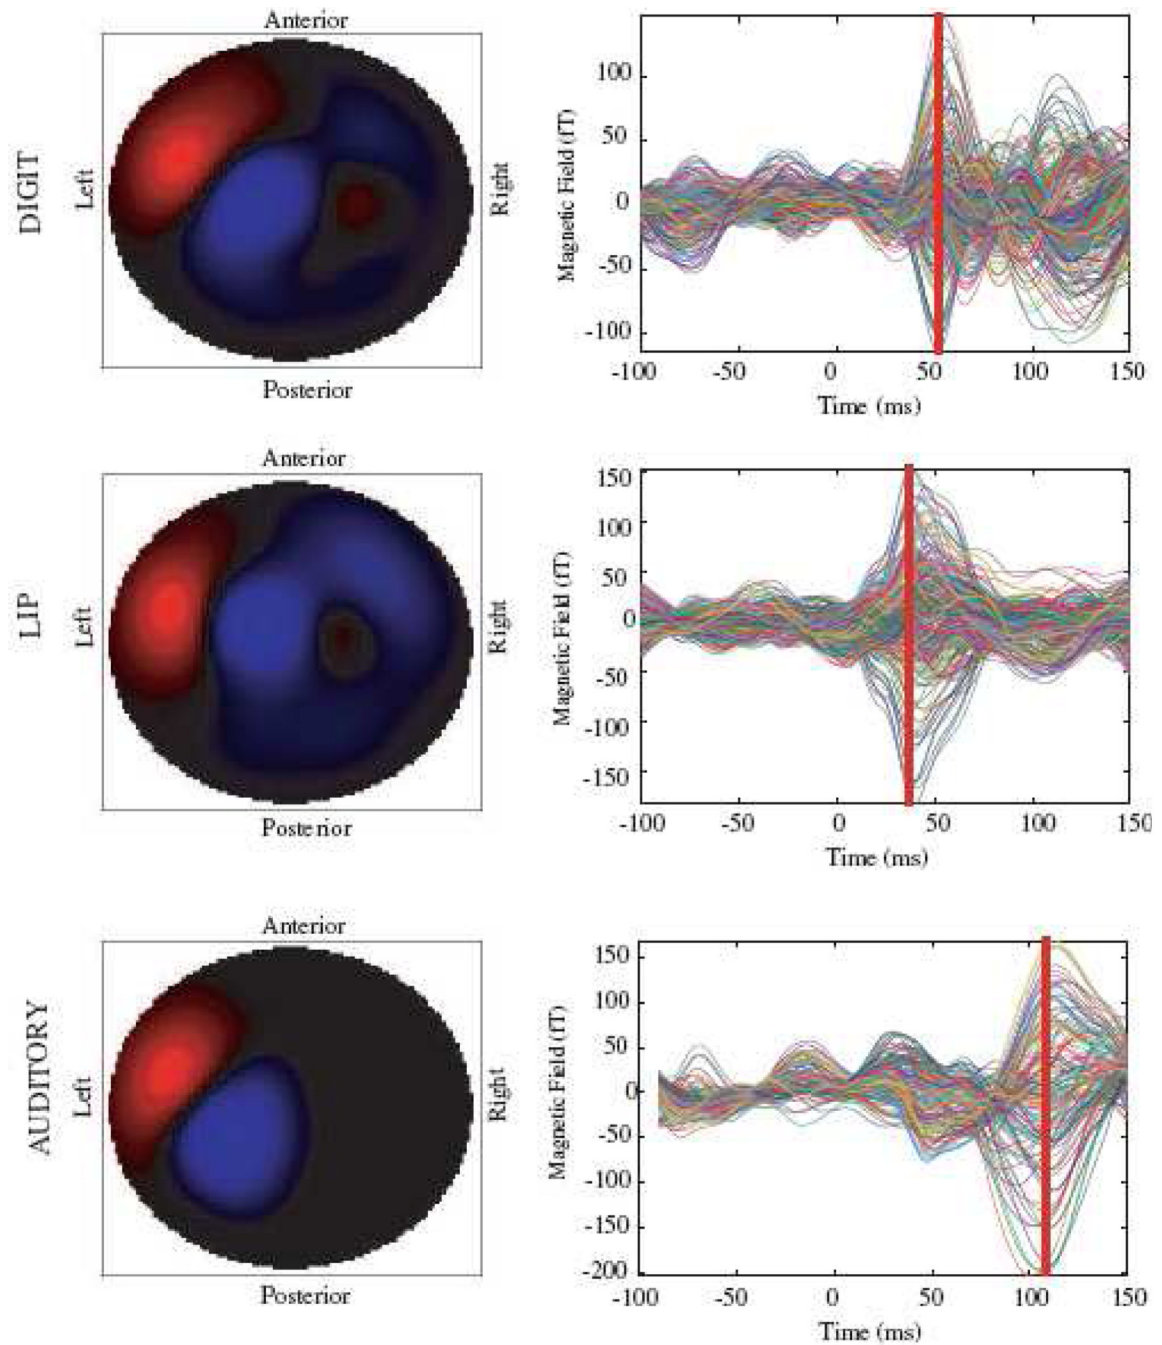 DIGIT
Anterior
Left
Right
Posterior
Magnetic Field (fT)
100
50
0
-50
-100
-100 -50 0 50 100 150
Time (ms)
LIP
Anterior
Left
Right
Posterior
Magnetic Field (fT)
150
100
50
0
-50
-100
-150
-100 -50 0 50 100 150
Time (ms)
AUDITORY
Anterior
Left
Right
Posterior
Magnetic Field (fT)
150
100
50
0
-50
-100
-150
-200
-100 -50 0 50 100 150
Time (ms)